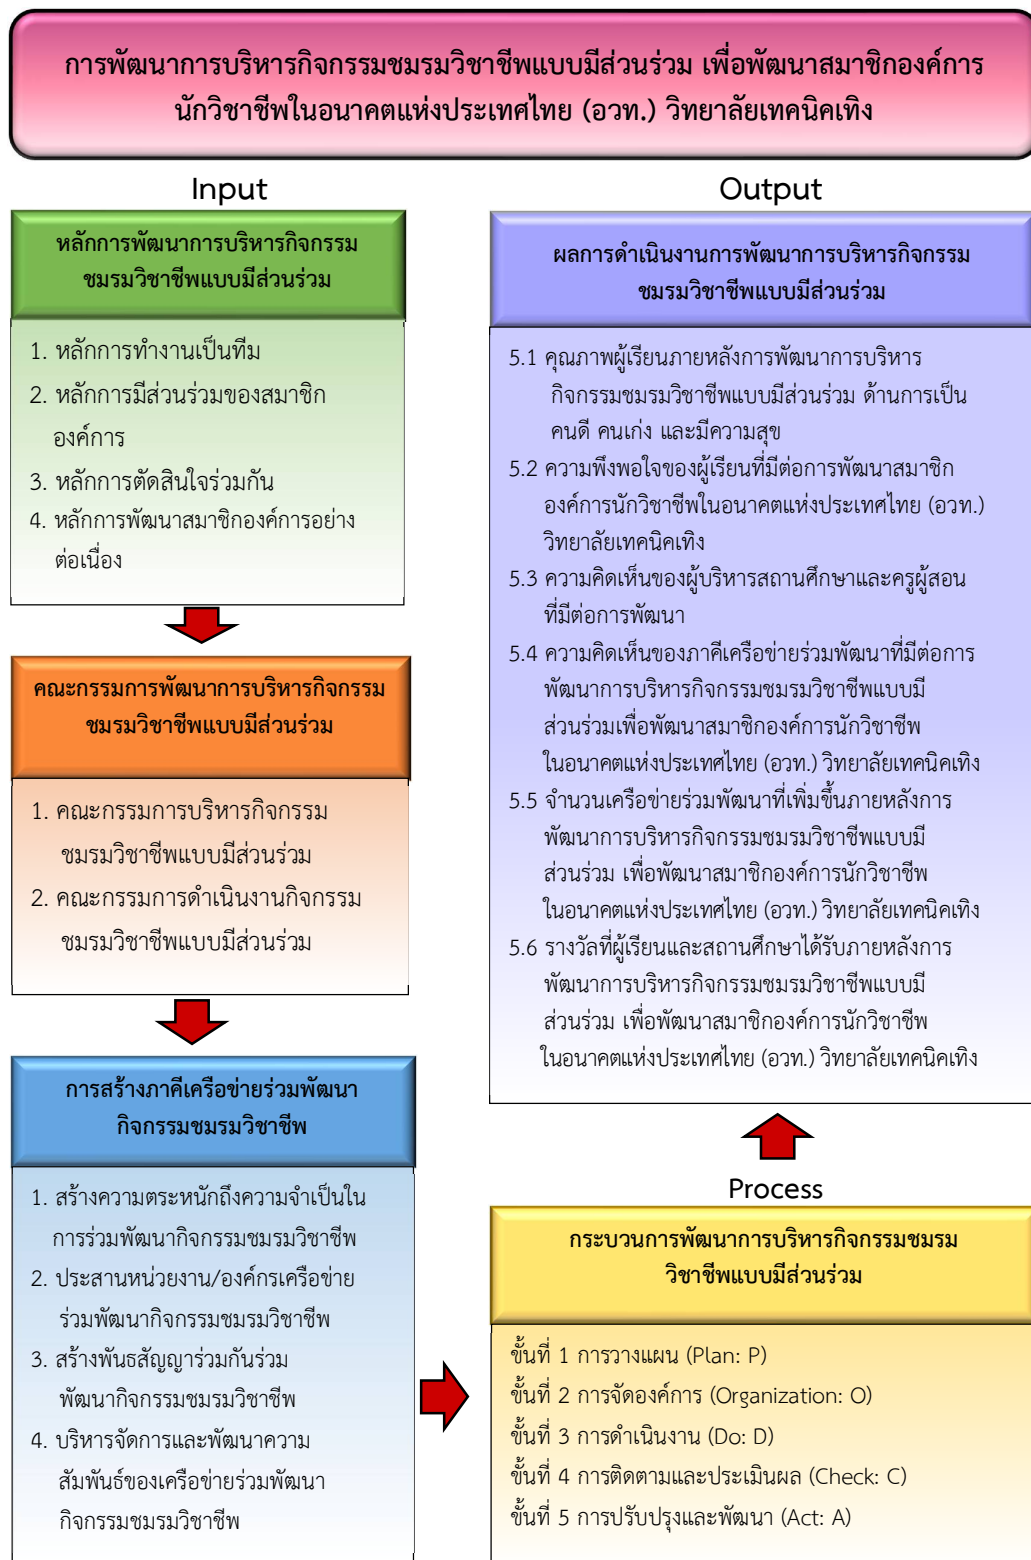 การพัฒนาการบริหารกิจกรรมชมรมวิชาชีพแบบมีส่วนร่วม เพื่อพัฒนาสมาชิกองค์การ
นักวิชาชีพในอนาคตแห่งประเทศไทย (อวท.) วิทยาลัยเทคนิคเทิง
Input
หลักการพัฒนาการบริหารกิจกรรม
ชมรมวิชาชีพแบบมีส่วนร่วม
1. หลักการทำงานเป็นทีม
2. หลักการมีส่วนร่วมของสมาชิก
องค์การ
3. หลักการตัดสินใจร่วมกัน
4. หลักการพัฒนาสมาชิกองค์การอย่าง
ต่อเนื่อง
คณะกรรมการพัฒนาการบริหารกิจกรรม
ชมรมวิชาชีพแบบมีส่วนร่วม
1. คณะกรรมการบริหารกิจกรรม
ชมรมวิชาชีพแบบมีส่วนร่วม
2. คณะกรรมการดำเนินงานกิจกรรม
ชมรมวิชาชีพแบบมีส่วนร่วม
การสร้างภาคีเครือข่ายร่วมพัฒนา
กิจกรรมชมรมวิชาชีพ
1. สร้างความตระหนักถึงความจำเป็นใน
การร่วมพัฒนากิจกรรมชมรมวิชาชีพ
2. ประสานหน่วยงาน/องค์กรเครือข่าย
ร่วมพัฒนากิจกรรมชมรมวิชาชีพ
3. สร้างพันธสัญญาร่วมกันร่วม
พัฒนากิจกรรมชมรมวิชาชีพ
4. บริหารจัดการและพัฒนาความ
สัมพันธ์ของเครือข่ายร่วมพัฒนา
กิจกรรมชมรมวิชาชีพ
Output
ผลการดำเนินงานการพัฒนาการบริหารกิจกรรม
ชมรมวิชาชีพแบบมีส่วนร่วม
5.1 คุณภาพผู้เรียนภายหลังการพัฒนาการบริหาร
กิจกรรมชมรมวิชาชีพแบบมีส่วนร่วม ด้านการเป็น
คนดี คนเก่ง และมีความสุข
5.2 ความพึงพอใจของผู้เรียนที่มีต่อการพัฒนาสมาชิก
องค์การนักวิชาชีพในอนาคตแห่งประเทศไทย (อวท.)
วิทยาลัยเทคนิคเทิง
5.3 ความคิดเห็นของผู้บริหารสถานศึกษาและครูผู้สอน
ที่มีต่อการพัฒนา
5.4 ความคิดเห็นของภาคีเครือข่ายร่วมพัฒนาที่มีต่อการ
พัฒนาการบริหารกิจกรรมชมรมวิชาชีพแบบมี
ส่วนร่วมเพื่อพัฒนาสมาชิกองค์การนักวิชาชีพ
ในอนาคตแห่งประเทศไทย (อวท.) วิทยาลัยเทคนิคเทิง
5.5 จำนวนเครือข่ายร่วมพัฒนาที่เพิ่มขึ้นภายหลังการ
พัฒนาการบริหารกิจกรรมชมรมวิชาชีพแบบมี
ส่วนร่วม เพื่อพัฒนาสมาชิกองค์การนักวิชาชีพ
ในอนาคตแห่งประเทศไทย (อวท.) วิทยาลัยเทคนิคเทิง
5.6 รางวัลที่ผู้เรียนและสถานศึกษาได้รับภายหลังการ
พัฒนาการบริหารกิจกรรมชมรมวิชาชีพแบบมี
ส่วนร่วม เพื่อพัฒนาสมาชิกองค์การนักวิชาชีพ
ในอนาคตแห่งประเทศไทย (อวท.) วิทยาลัยเทคนิคเทิง
Process
กระบวนการพัฒนาการบริหารกิจกรรมชมรม
วิชาชีพแบบมีส่วนร่วม
ขั้นที่ 1 การวางแผน (Plan: P)
ขั้นที่ 2 การจัดองค์การ (Organization: O)
ขั้นที่ 3 การดำเนินงาน (Do: D)
ขั้นที่ 4 การติดตามและประเมินผล (Check: C)
ขั้นที่ 5 การปรับปรุงและพัฒนา (Act: A)